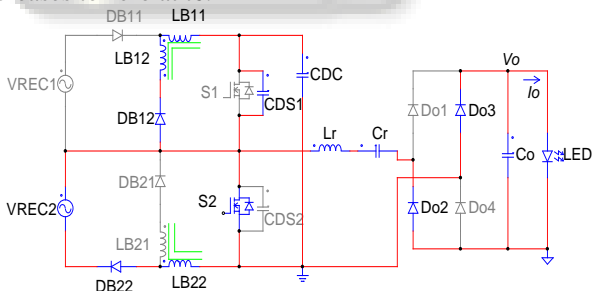 DB11
LB11
LB12
VREC1
S1
CDS1
CDC
DB12
Lr
Cr
Vo
Io
Do1
Do3
Co
LED
DB21
VREC2
S2
CDS2
Do2
Do4
LB21
DB22
LB22